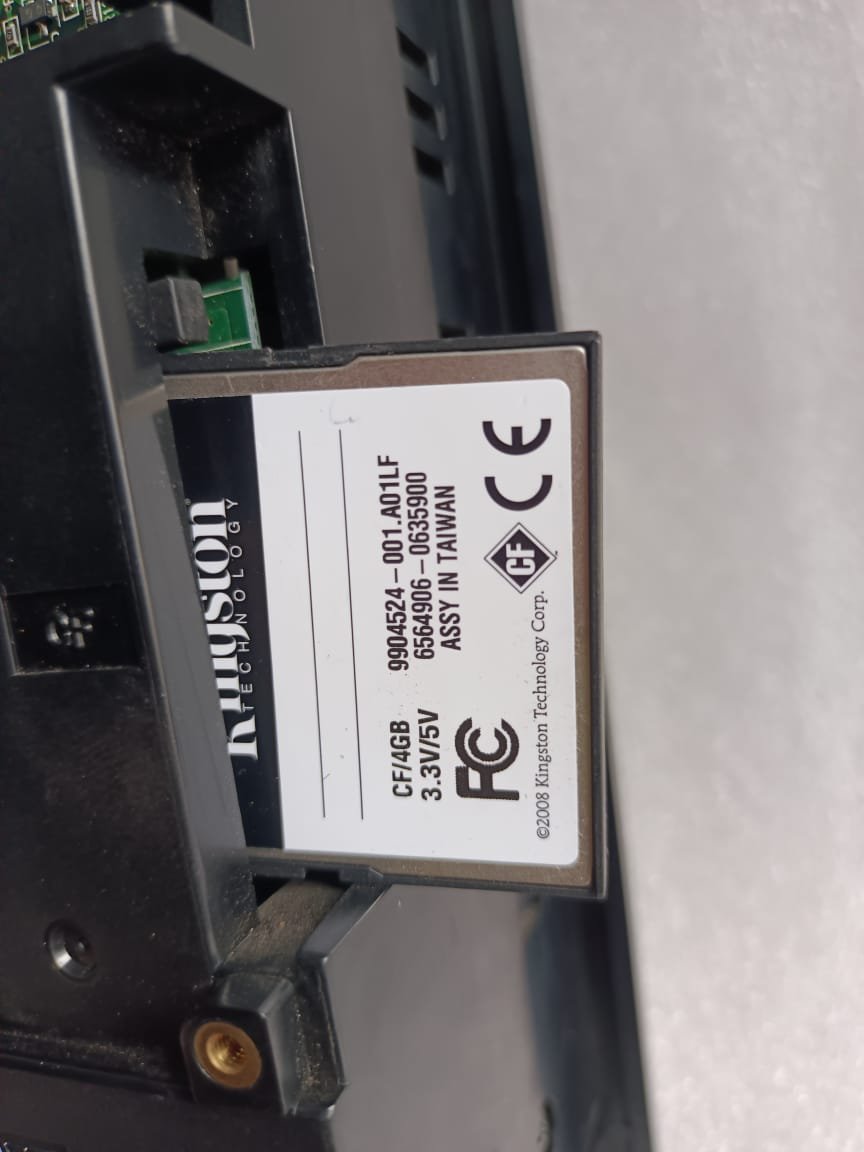 Kingston
TECHNOLOGY
CF/4GB 9904524-001.A01LF
3.3V/5V 6564906-0635900
ASSY IN TAIWAN
FC CF CE
©2008 Kingston Technology Corp.